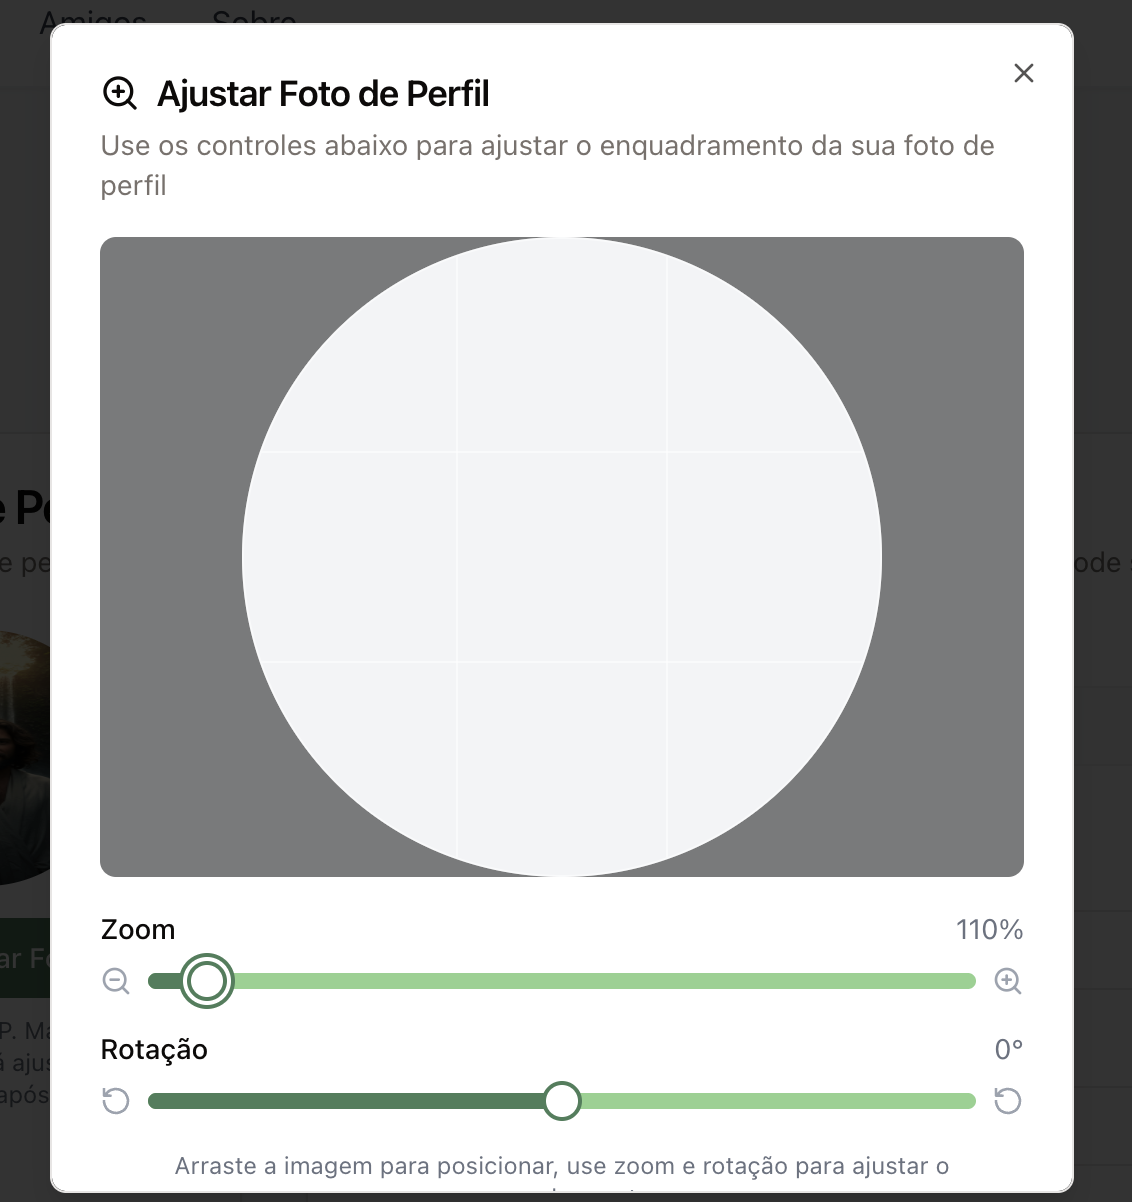 Amigos Sobre
Ajustar Foto de Perfil
Use os controles abaixo para ajustar o enquadramento da sua foto de
perfil
e Po
e pe
ode
Zoom
110%
ar Fo
P. Ma
Rotação
0°
á ajus
após
Arraste a imagem para posicionar, use zoom e rotação para ajustar o